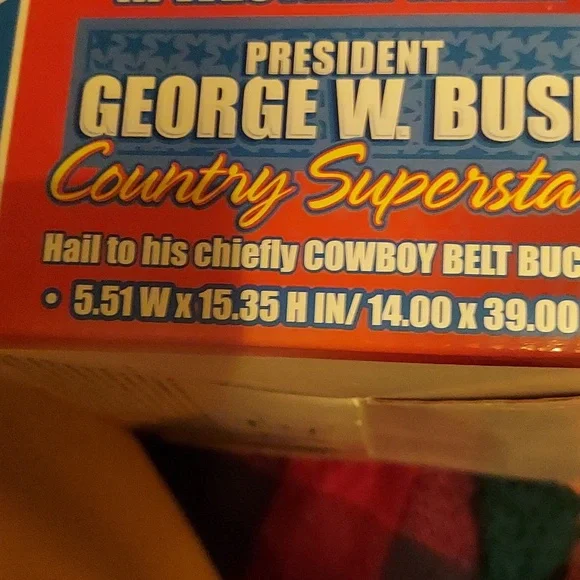 PRESIDENT
GEORGE W. BUS
Country Supersta
Hail to his chiefly COWBOY BELT BUC
• 5.51 W x 15.35 H IN/ 14.00 x 39.00